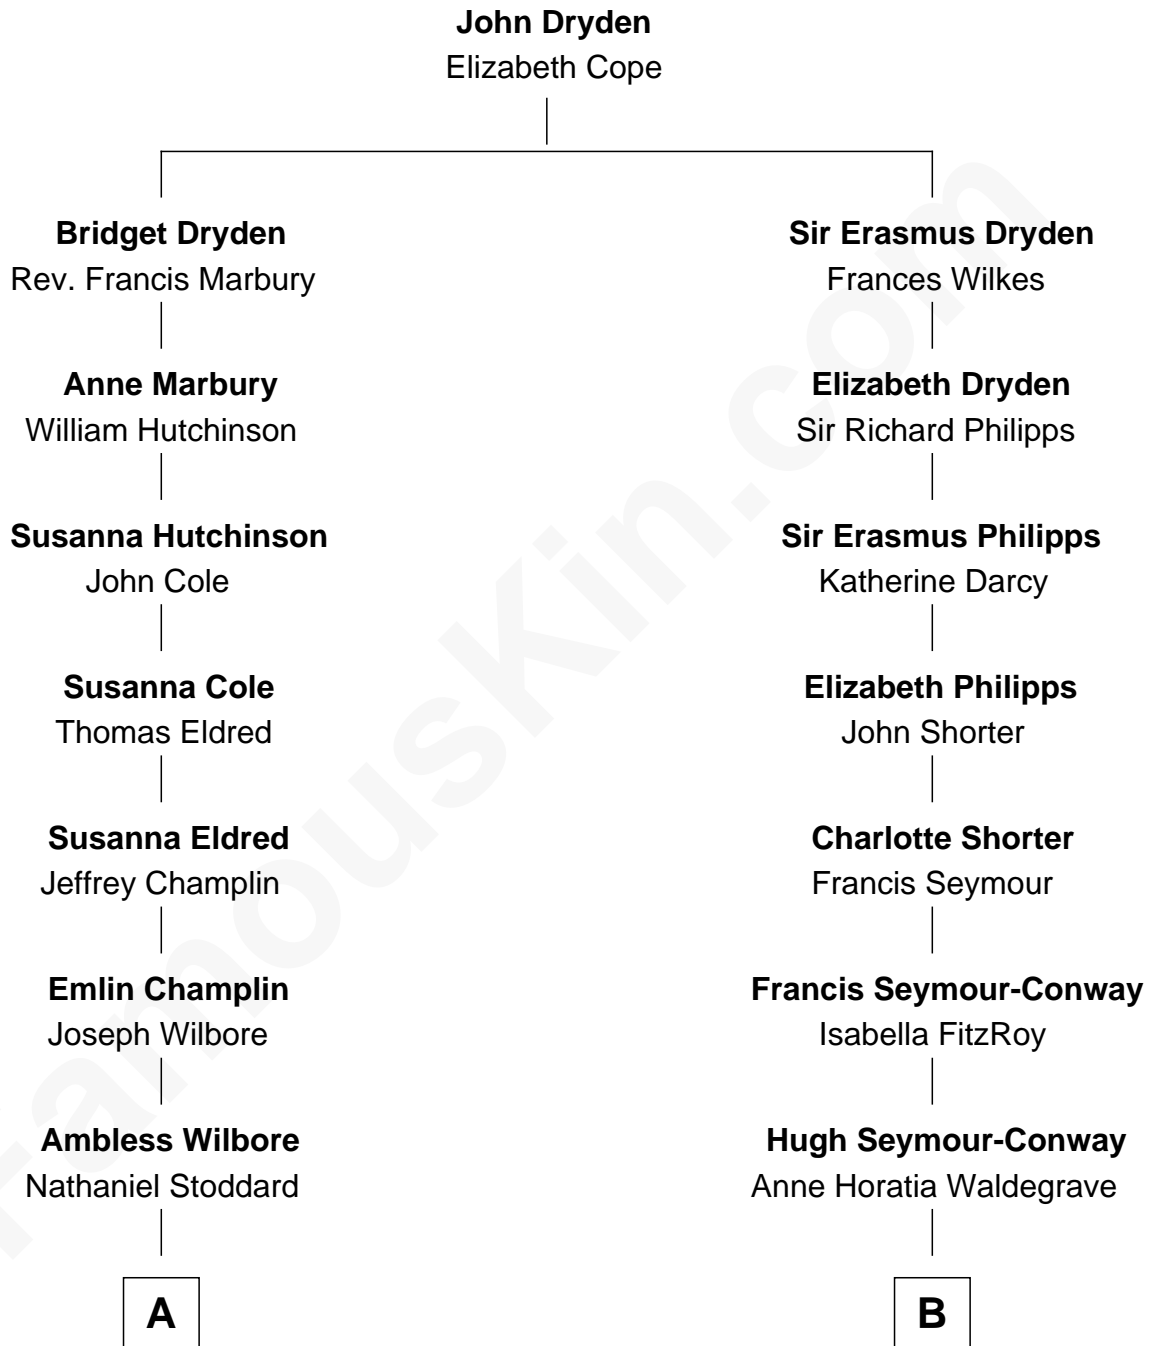 John Dryden
Elizabeth Cope
Bridget Dryden
Rev. Francis Marbury
Sir Erasmus Dryden
Frances Wilkes
Anne Marbury
William Hutchinson
Elizabeth Dryden
Sir Richard Philipps
Susanna Hutchinson
John Cole
Sir Erasmus Philipps
Katherine Darcy
Susanna Cole
Thomas Eldred
Elizabeth Philipps
John Shorter
Susanna Eldred
Jeffrey Champlin
Charlotte Shorter
Francis Seymour
Emlin Champlin
Joseph Wilbore
Francis Seymour-Conway
Isabella FitzRoy
Ambless Wilbore
Nathaniel Stoddard
Hugh Seymour-Conway
Anne Horatia Waldegrave
A
B
FamousKin.com